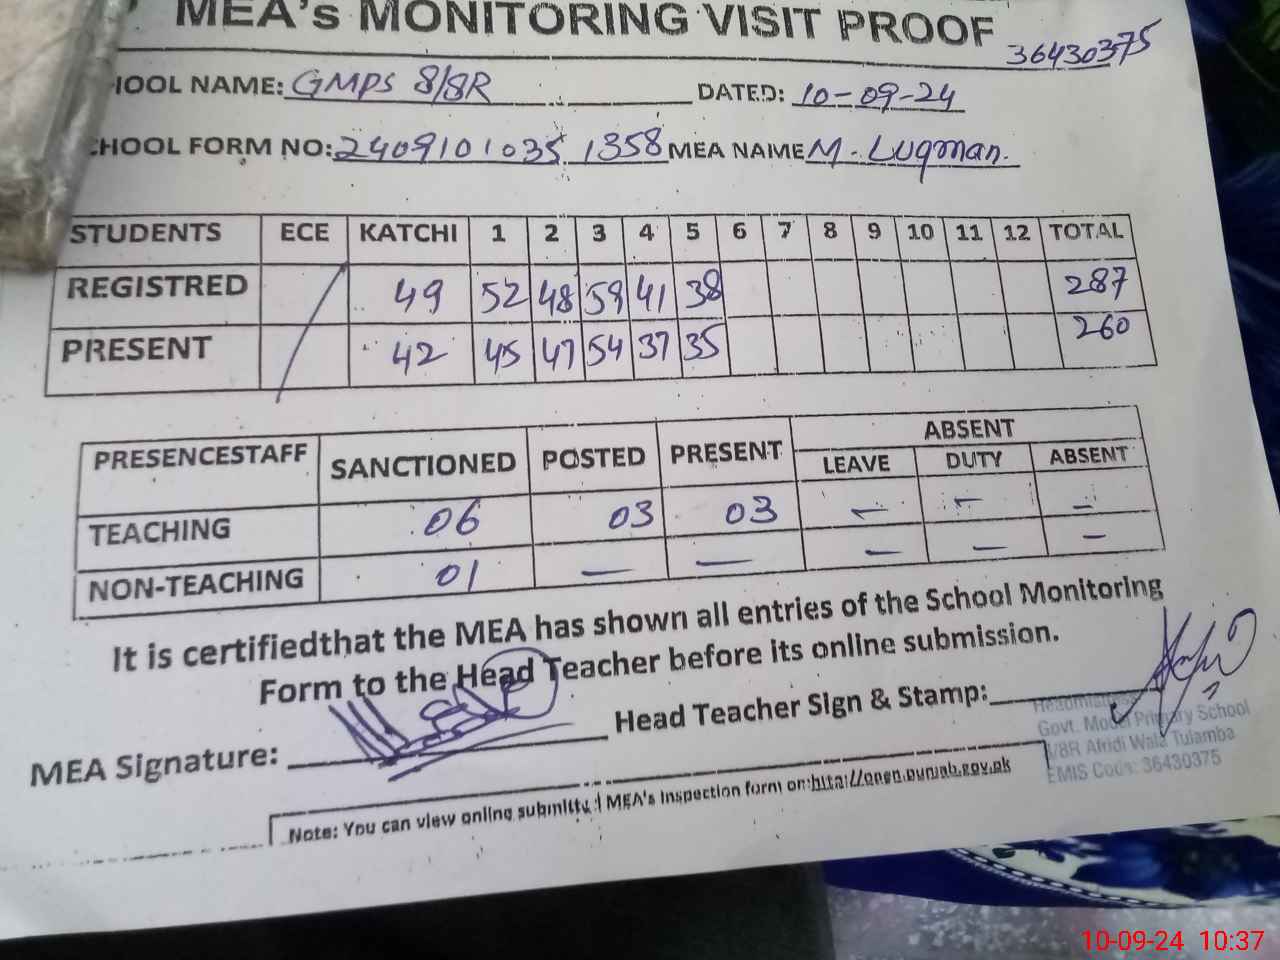 MEA's MONITORING VISIT PROOF
36430375
HOOL NAME: GMPS 8/8R DATED: 10-09-24
CHOOL FORM NO: 2409101035 1358 MEA NAME M. Luqman.
STUDENTS ECE KATCHI 1 2 3 4 5 6 7 8 9 10 11 12 TOTAL
REGISTRED 49 52 48 59 41 38 287
PRESENT 42 45 47 54 37 35 260
PRESENCESTAFF SANCTIONED POSTED PRESENT ABSENT
LEAVE DUTY ABSENT
TEACHING 06 03 03 — — —
NON-TEACHING 01 — — — — —
It is certifiedthat the MEA has shown all entries of the School Monitoring
Form to the Head Teacher before its online submission.
MEA Signature: Head Teacher Sign & Stamp:
Headmistress
Govt. Model Primary School
8/8R Afridi Wala Tulamba
EMIS Code: 36430375
Note: You can view online submitted MEA's Inspection form on:
10-09-24 10:37